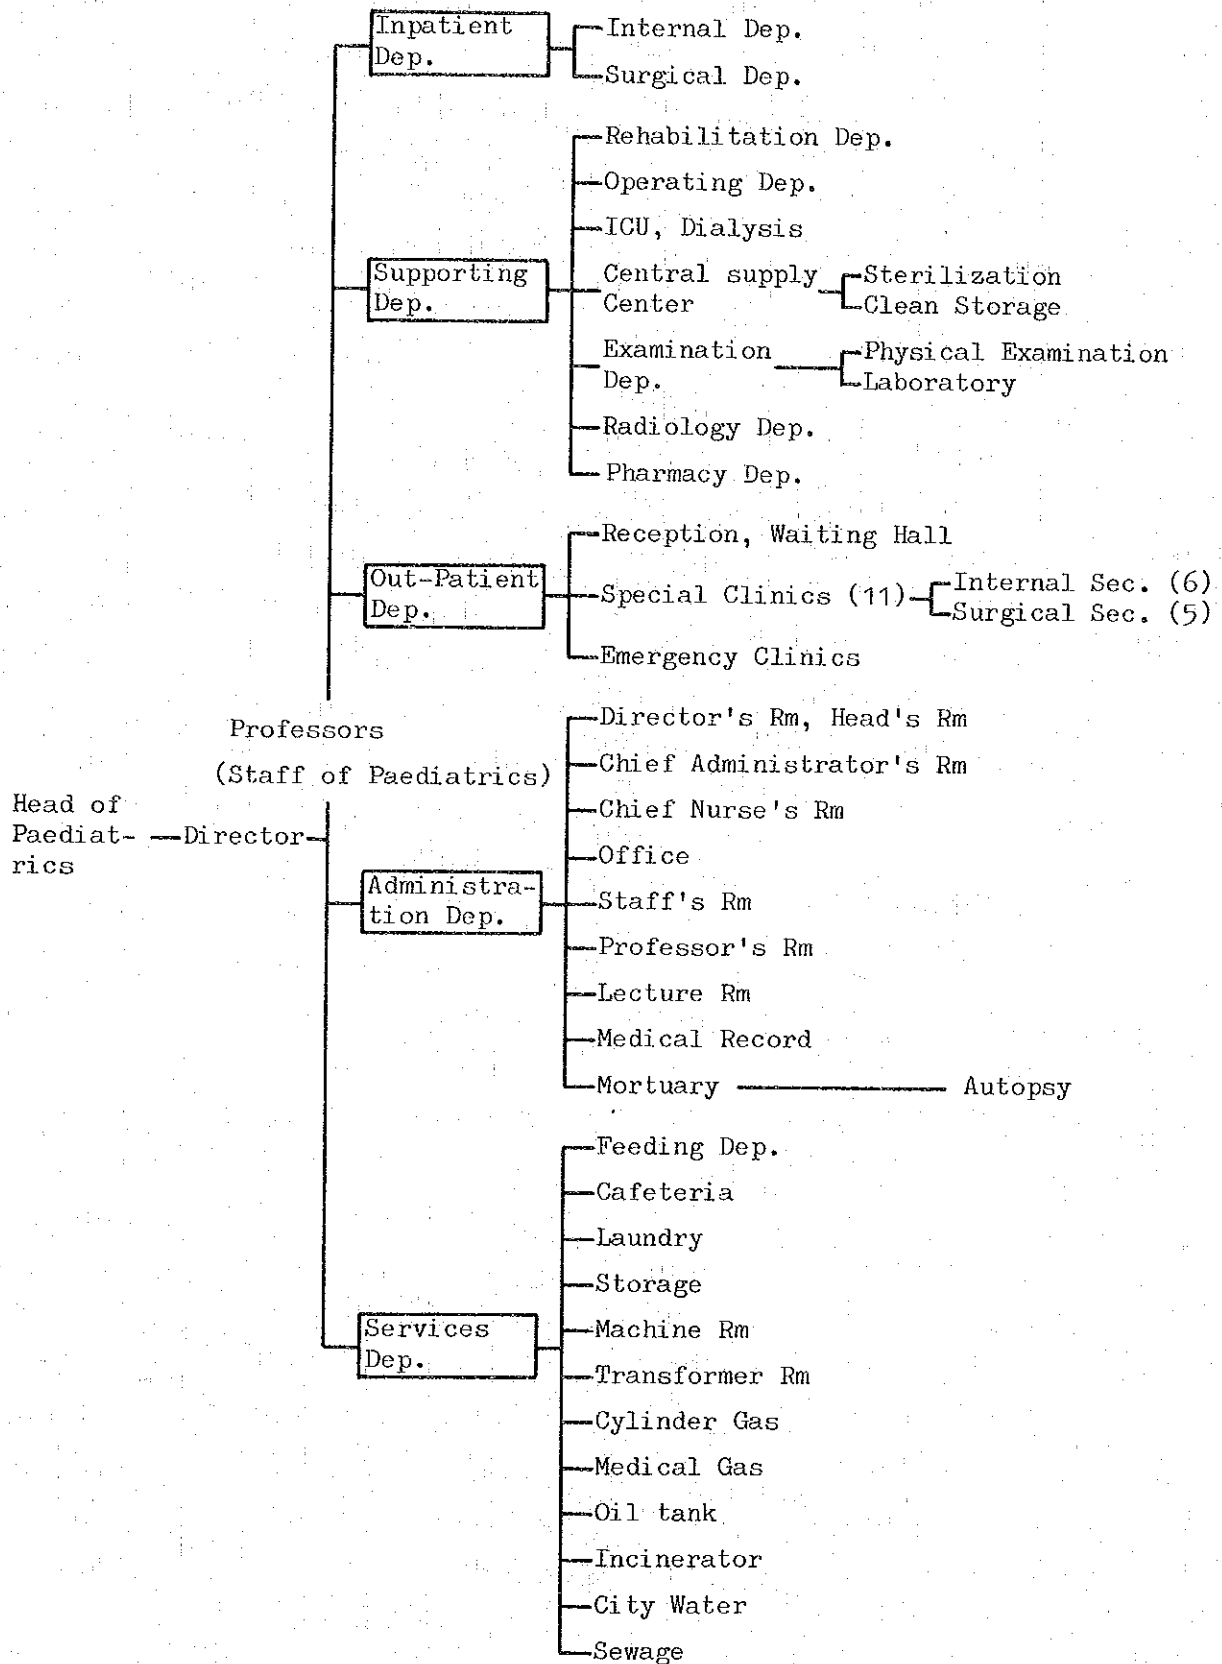 Inpatient
Dep.
Internal Dep.
Surgical Dep.
Supporting
Dep.
Rehabilitation Dep.
Operating Dep.
ICU, Dialysis
Central supply
Center
Sterilization
Clean Storage
Examination
Dep.
Physical Examination
Laboratory
Radiology Dep.
Pharmacy Dep.
Out-Patient
Dep.
Reception, Waiting Hall
Special Clinics (11)
Internal Sec. (6)
Surgical Sec. (5)
Emergency Clinics
Professors
(Staff of Paediatrics)
Head of
Paediat-
rics
Director
Administra-
tion Dep.
Director's Rm, Head's Rm
Chief Administrator's Rm
Chief Nurse's Rm
Office
Staff's Rm
Professor's Rm
Lecture Rm
Medical Record
Mortuary
Autopsy
Services
Dep.
Feeding Dep.
Cafeteria
Laundry
Storage
Machine Rm
Transformer Rm
Cylinder Gas
Medical Gas
Oil tank
Incinerator
City Water
Sewage